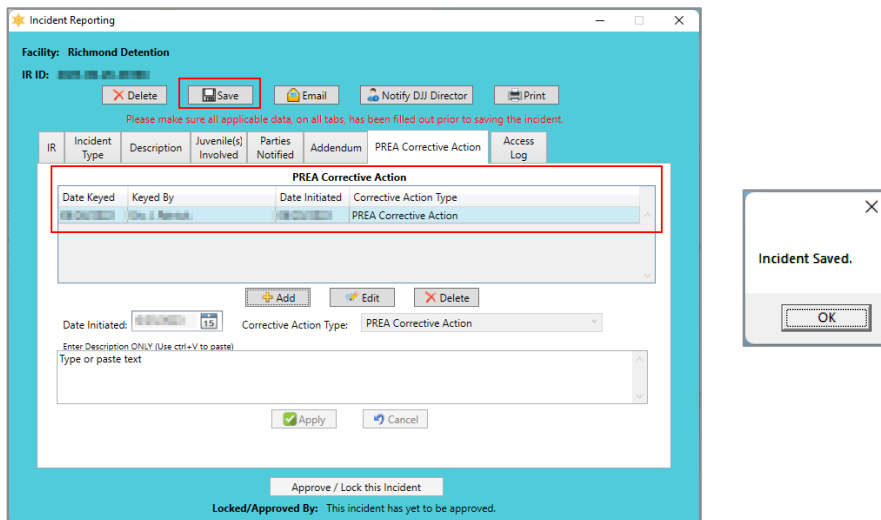 Incident Reporting
Facility: Richmond Detention
IR ID:
Delete Save Email Notify DJJ Director Print
Please make sure all applicable data, on all tabs, has been filled out prior to saving the incident.
IR Incident Type Description Juvenile(s) Involved Parties Notified Addendum PREA Corrective Action Access Log
PREA Corrective Action
Date Keyed Keyed By Date Initiated Corrective Action Type
PREA Corrective Action
Add Edit Delete
Date Initiated: 15 Corrective Action Type: PREA Corrective Action
Enter Description ONLY (Use ctrl+V to paste)
Type or paste text
Apply Cancel
Approve / Lock this Incident
Locked/Approved By: This incident has yet to be approved.
Incident Saved.
OK